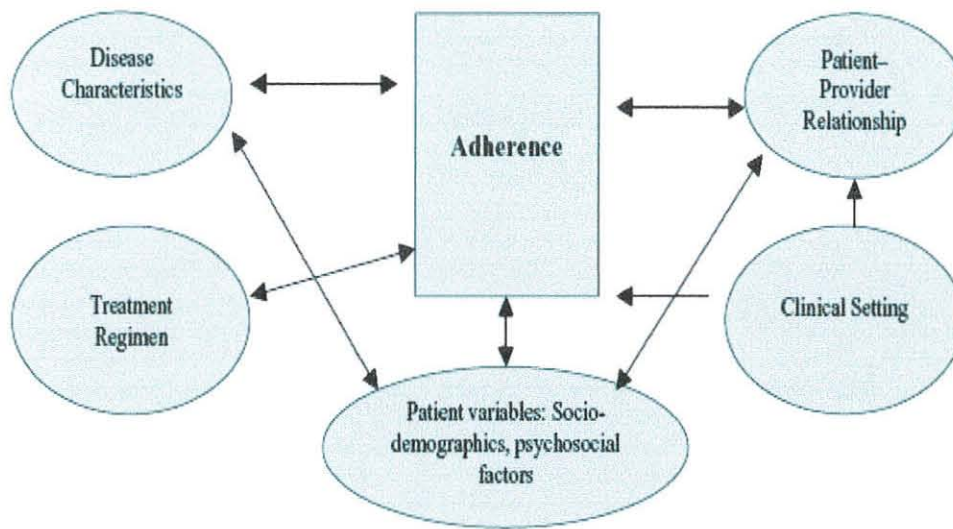 Disease
Characteristics
Adherence
Patient–
Provider
Relationship
Treatment
Regimen
Clinical Setting
Patient variables: Socio-
demographics, psychosocial
factors